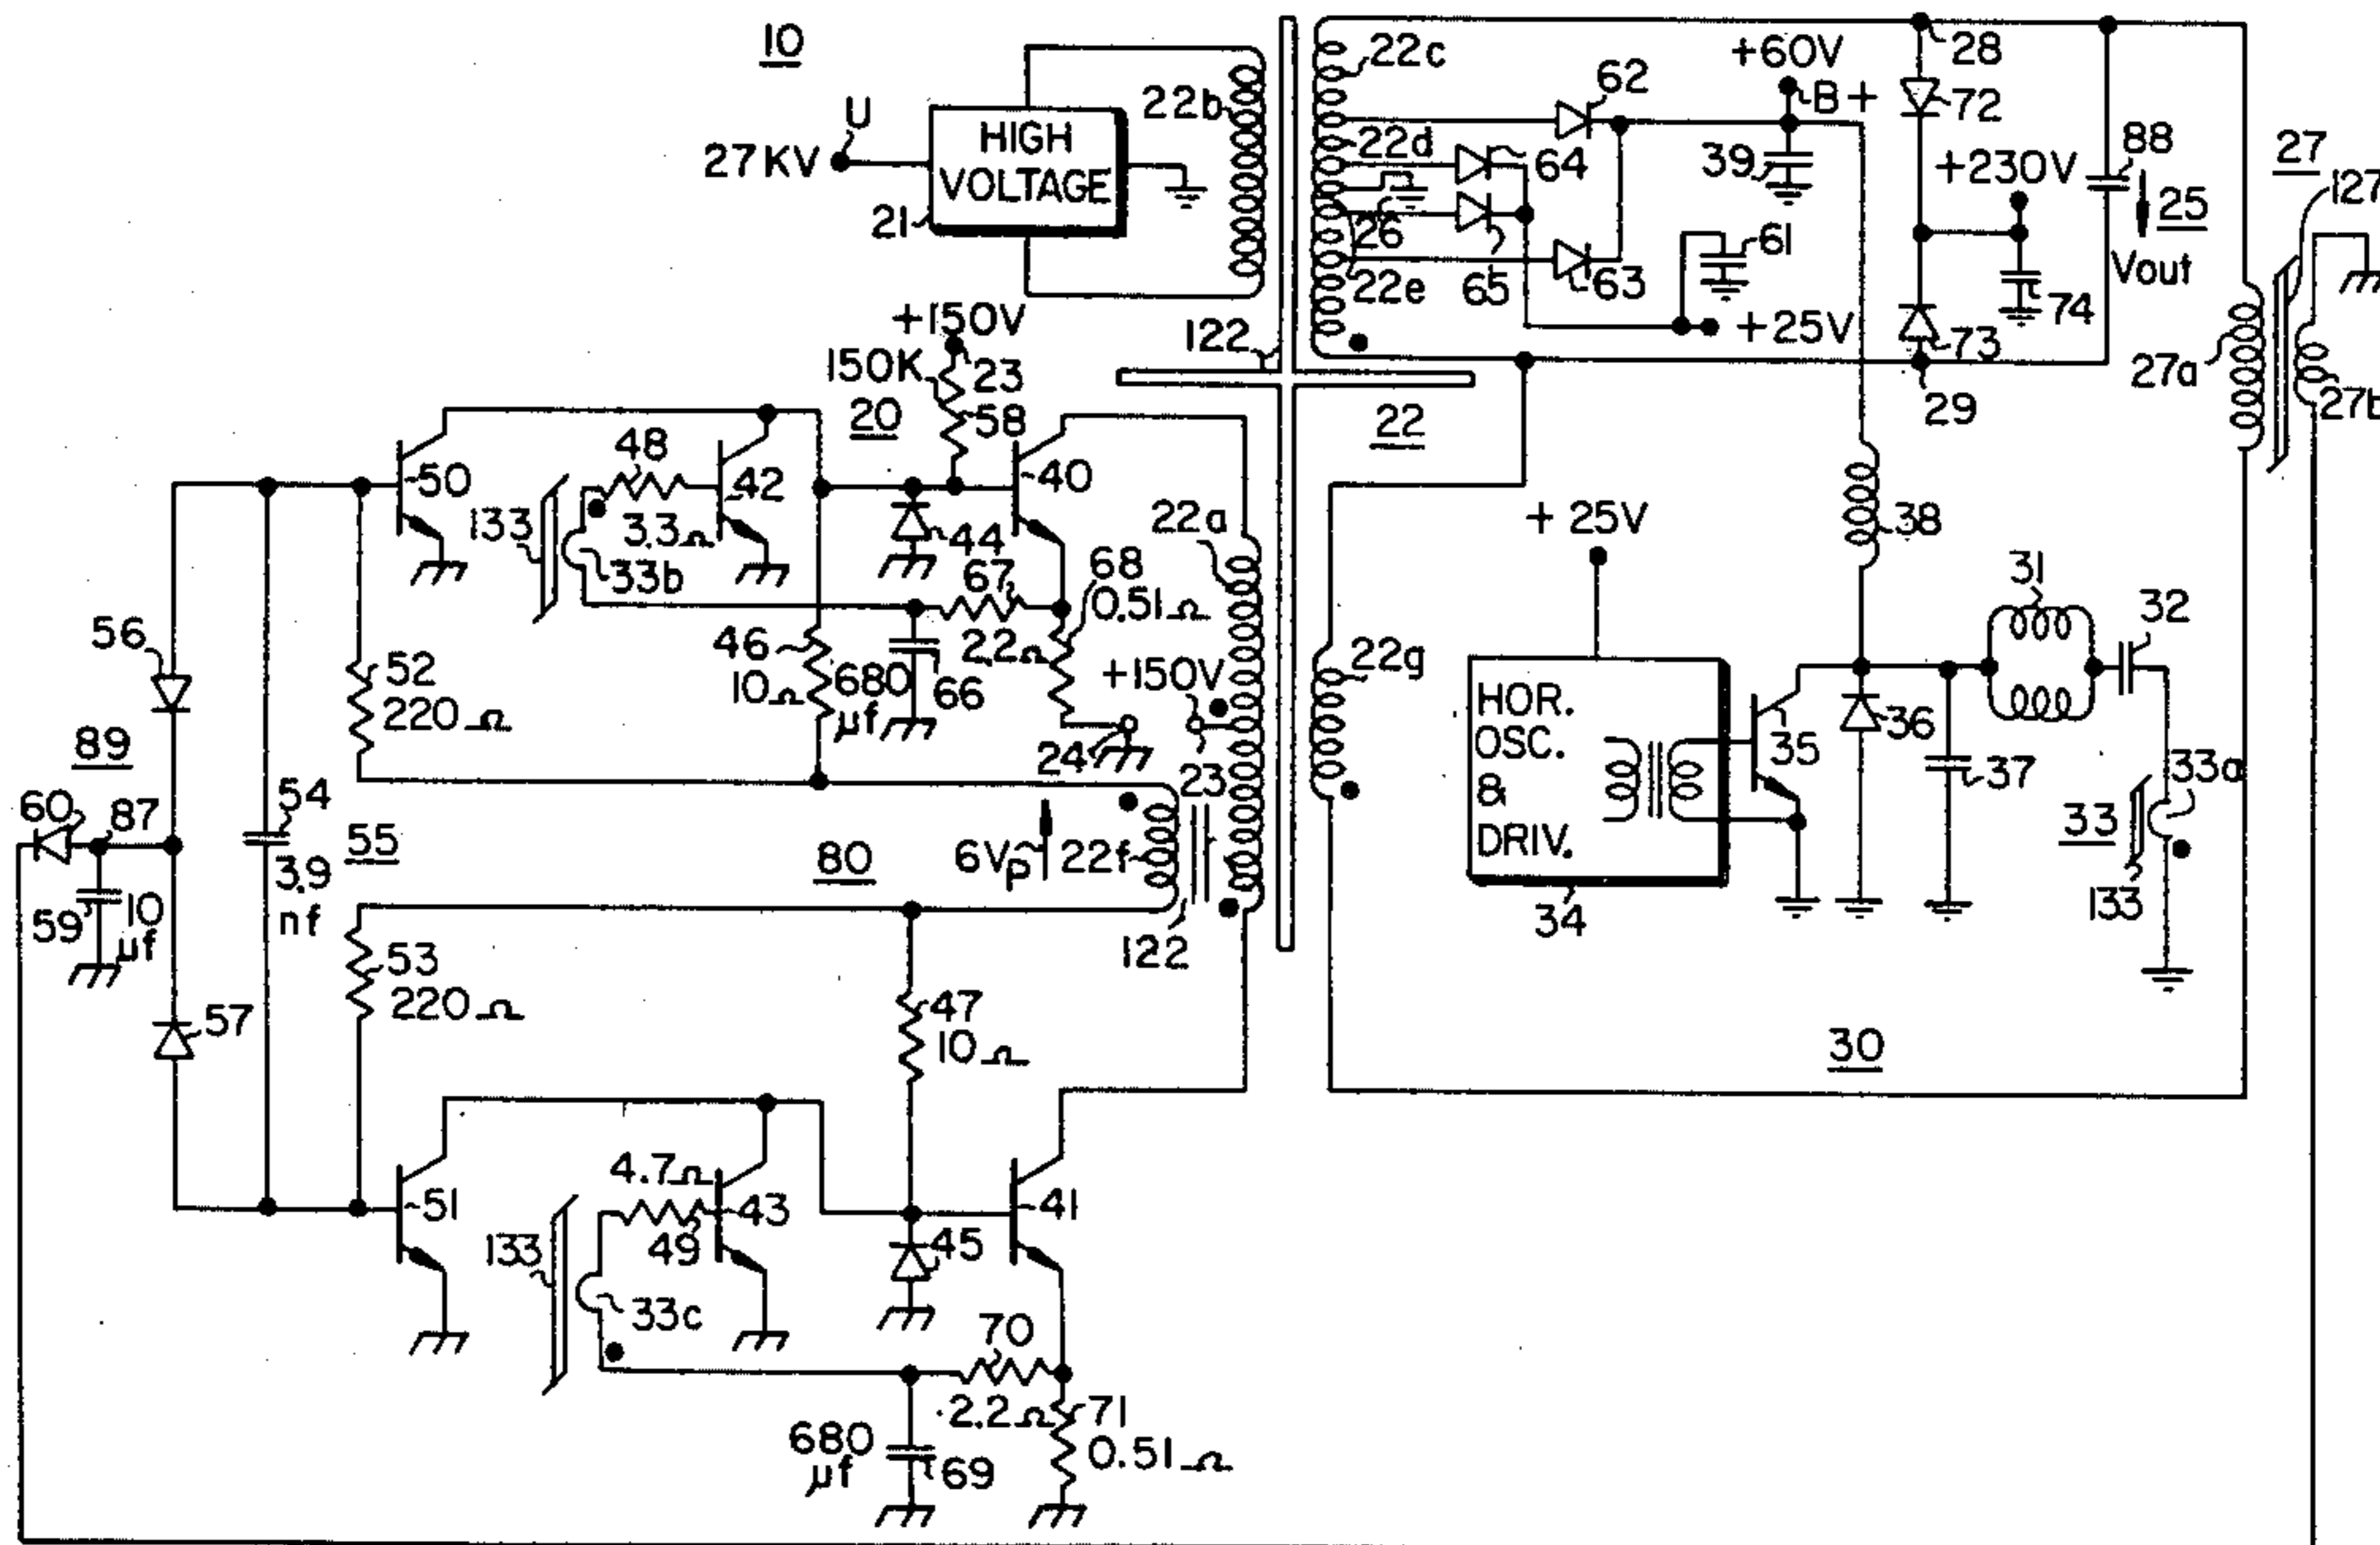 10
U
27KV
HIGH
VOLTAGE
21
22b
22c
22d
26
22e
62
64
65
63
+60V
B+
39
61
+25V
28
72
+230V
74
73
29
88
25
Vout
27
127
27a
27b
122
22
+150V
150K
23
20
58
50
48
3.3Ω
42
133
33b
44
40
67
2.2Ω
68
0.51Ω
22a
46
10Ω
680
µf
66
+150V
24
23
56
52
220Ω
89
60
87
54
3.9
nf
55
59
10
µf
80
6Vp
22f
122
53
220Ω
57
47
10Ω
51
4.7Ω
49
43
133
33c
45
41
70
2.2Ω
71
0.51Ω
680
µf
69
22g
+25V
HOR.
OSC.
&
DRIV.
34
35
36
37
38
31
32
33a
33
133
30